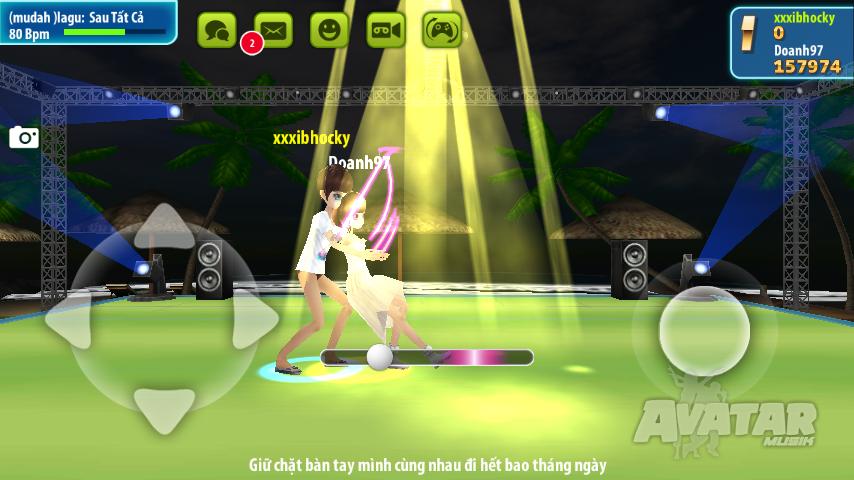 (mudah )lagu: Sau Tất Cả
80 Bpm
2
xxxibhocky
0
Doanh97
157974
xxxibhocky
Doanh97
AVATAR
MUSIK
Giữ chặt bàn tay mình cùng nhau đi hết bao tháng ngày